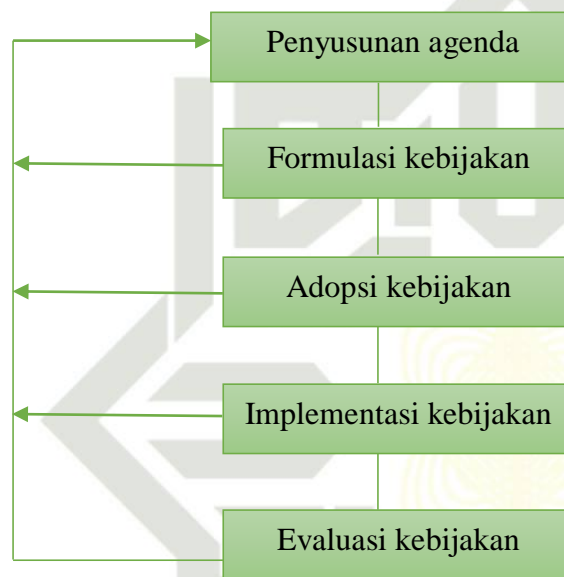 Penyusunan agenda
Formulasi kebijakan
Adopsi kebijakan
Implementasi kebijakan
Evaluasi kebijakan